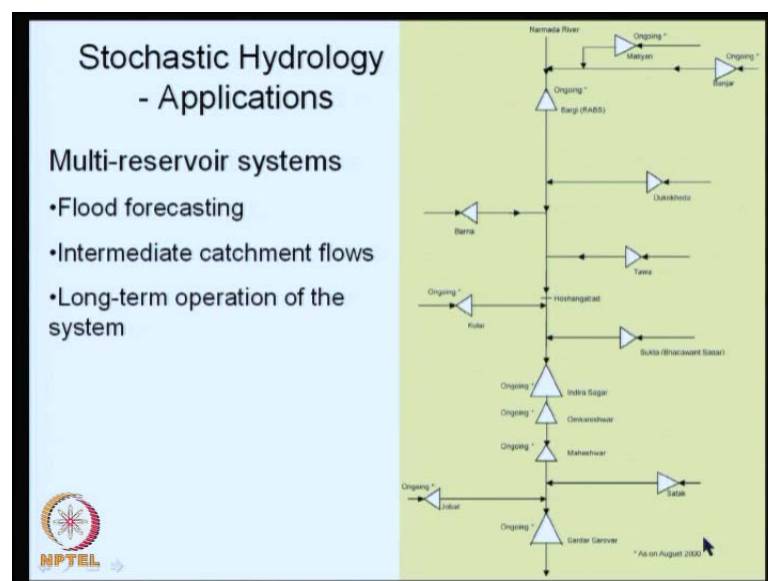 Stochastic Hydrology
- Applications
Multi-reservoir systems
•Flood forecasting
•Intermediate catchment flows
•Long-term operation of the
system
NPTEL
Narmada River
Ongoing *
Matiyari
Ongoing *
Banjar
Ongoing *
Bargi (RABS)
Dukekheda
Barna
Tawa
Ongoing *
Hoshangabad
Kolar
Sukta (Bhagawant Sagar)
Ongoing *
Indira Sagar
Ongoing *
Omkareshwar
Ongoing *
Maheshwar
Ongoing *
Jobat
Satak
Ongoing *
Sardar Sarovar
* As on August 2000